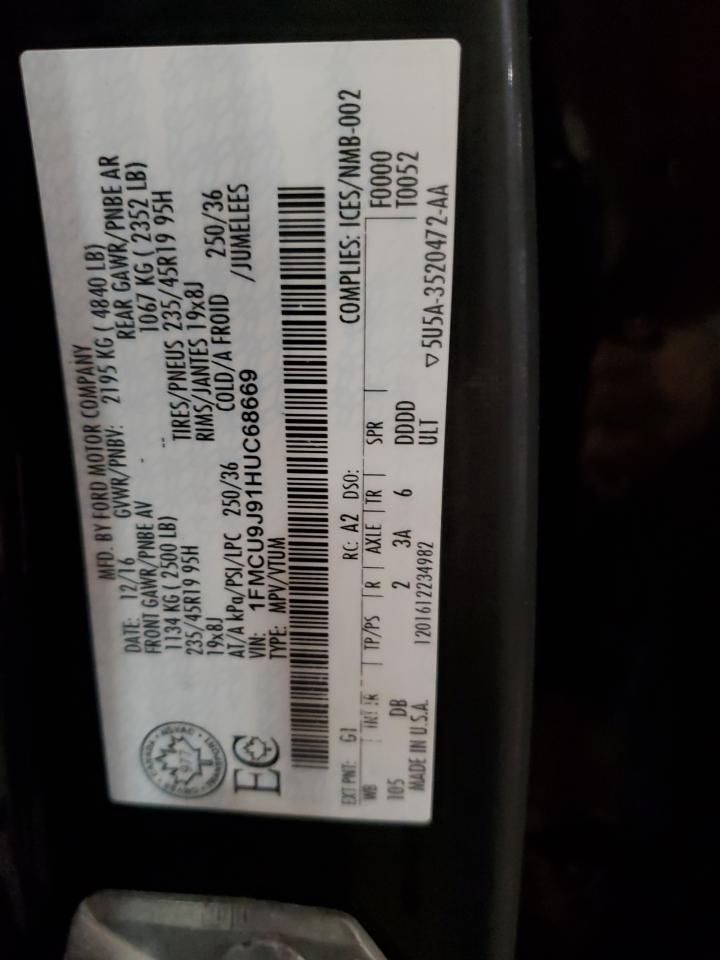 MFD. BY FORD MOTOR COMPANY
DATE: 12/16 GVWR/PNBV: 2195 KG ( 4840 LB)
FRONT GAWR/PNBE AV REAR GAWR/PNBE AR
1134 KG ( 2500 LB) 1067 KG ( 2352 LB)
235/45R19 95H TIRES/PNEUS 235/45R19 95H
19x8J RIMS/JANTES 19x8J
AT/A kPa/PSI/LPC 250/36 COLD/A FROID 250/36
VIN: 1FMCU9J91HUC68669 /JUMELEES
TYPE: MPV/VTUM
EC
COMPLIES: ICES/NMB-002
EXT PNT: G1 RC: A2 DSO: F0000
WB INT TR TP/PS R AXLE TR SPR T0052
105 DB 2 3A 6 DDDD
MADE IN U.S.A. 1201612234982 ULT ▽5U5A-3520472-AA